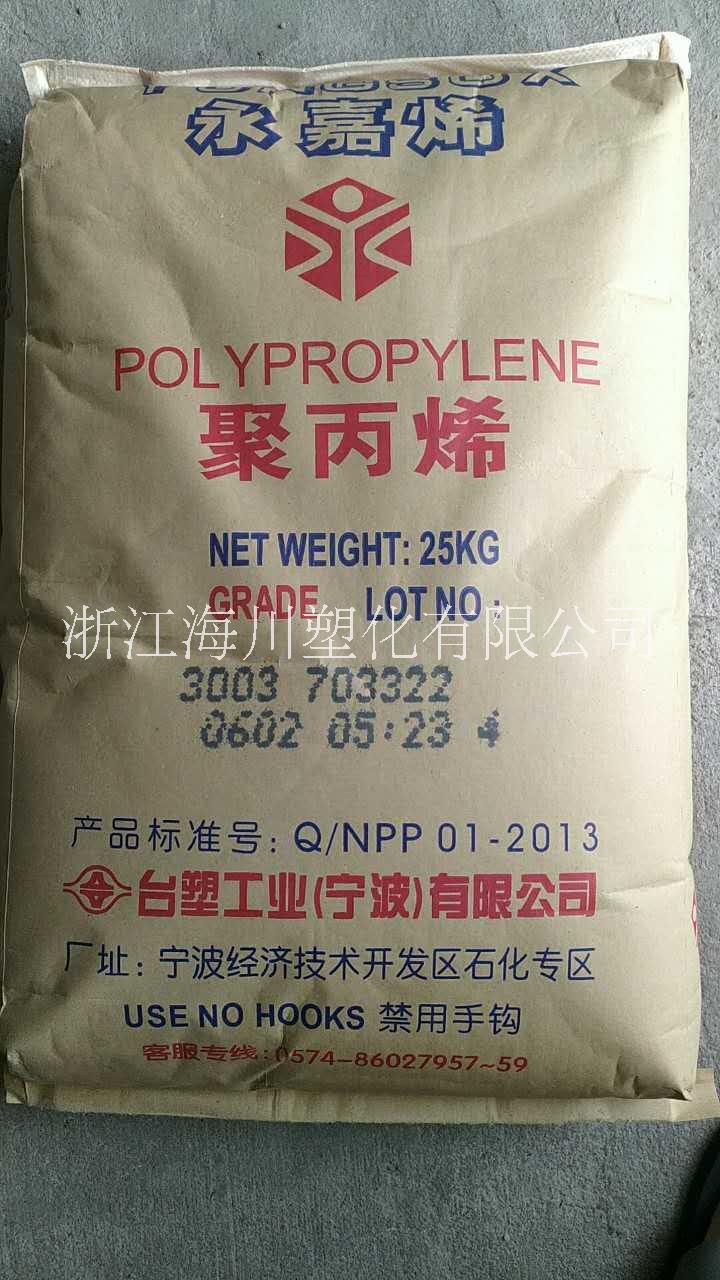 永嘉烯
POLYPROPYLENE
聚丙烯
NET WEIGHT: 25KG
GRADE LOT NO :
浙江海川塑化有限公司
3003 703322
0602 05:23 4
产品标准号: Q/NPP 01-2013
台塑工业(宁波)有限公司
厂址: 宁波经济技术开发区石化专区
USE NO HOOKS 禁用手钩
客服专线:0574-86027957~59